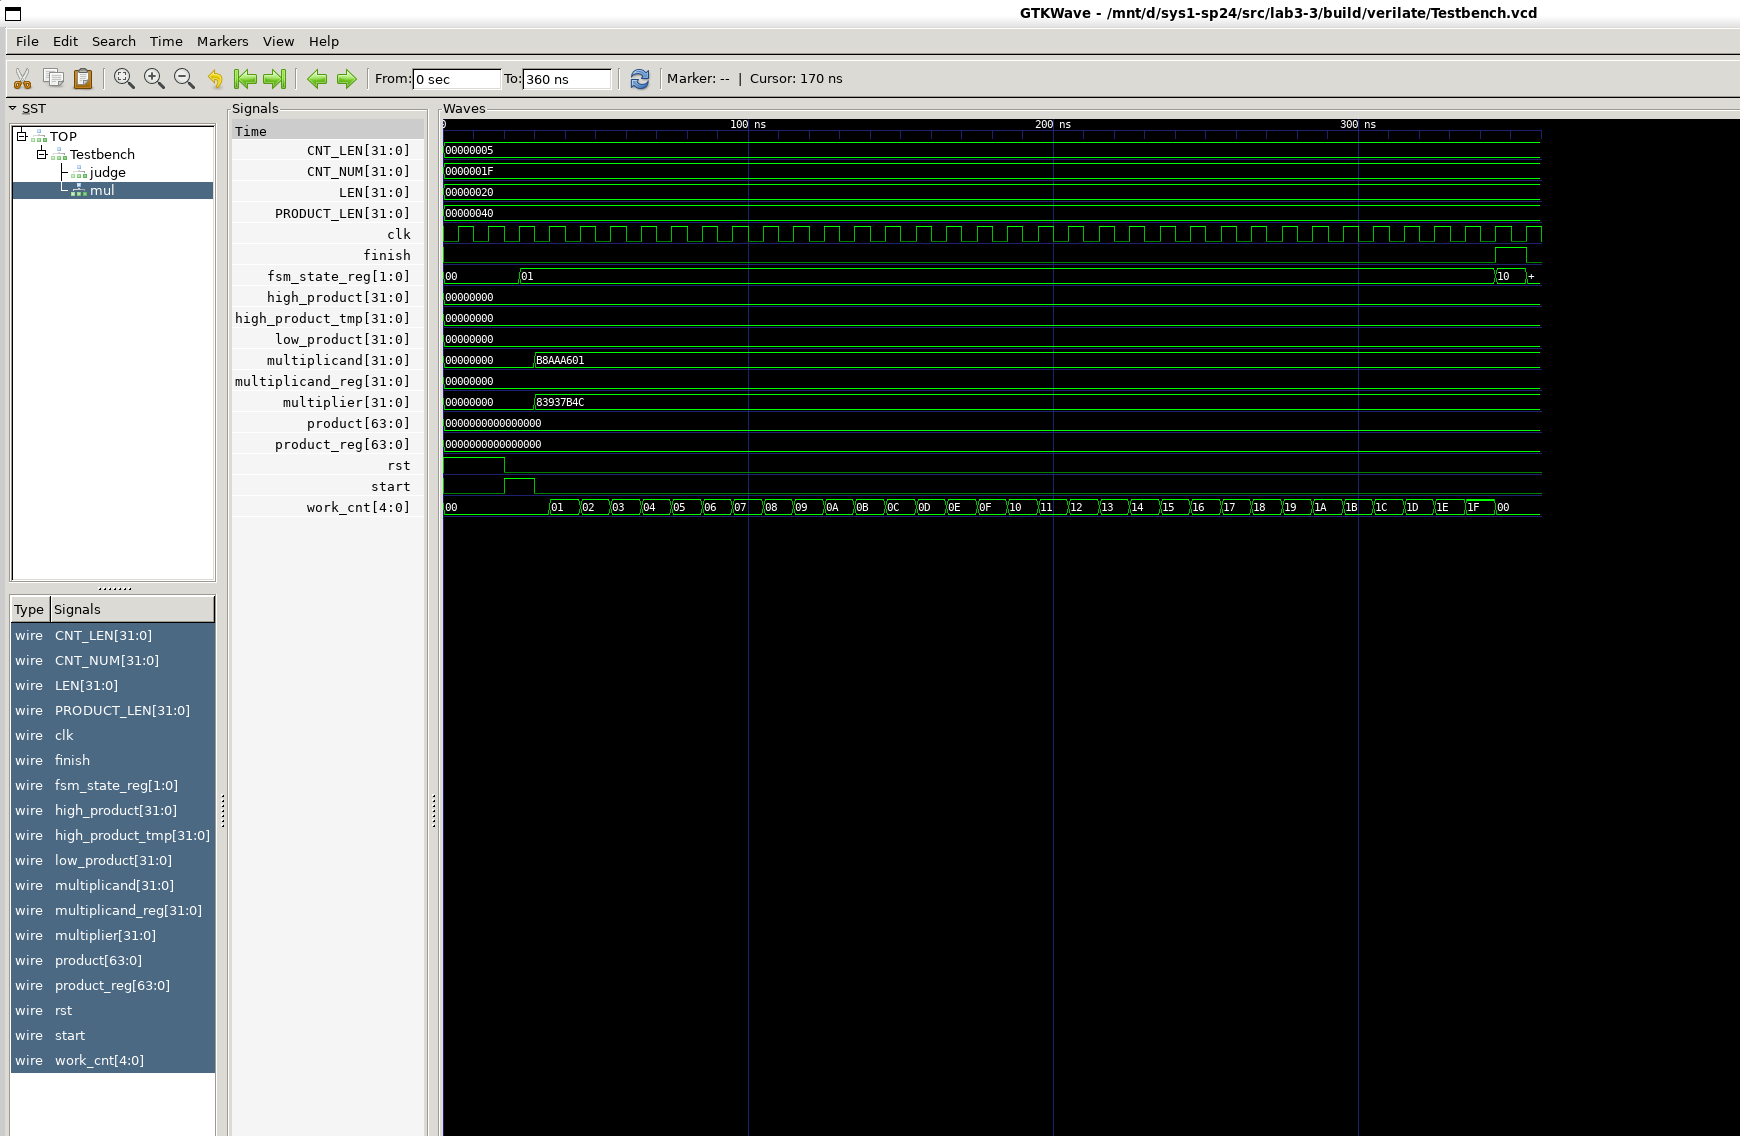 GTKWave - /mnt/d/sys1-sp24/src/lab3-3/build/verilate/Testbench.vcd
File Edit Search Time Markers View Help
From: 0 sec To: 360 ns Marker: -- | Cursor: 170 ns
SST
TOP
Testbench
judge
mul
Type Signals
wire CNT_LEN[31:0]
wire CNT_NUM[31:0]
wire LEN[31:0]
wire PRODUCT_LEN[31:0]
wire clk
wire finish
wire fsm_state_reg[1:0]
wire high_product[31:0]
wire high_product_tmp[31:0]
wire low_product[31:0]
wire multiplicand[31:0]
wire multiplicand_reg[31:0]
wire multiplier[31:0]
wire product[63:0]
wire product_reg[63:0]
wire rst
wire start
wire work_cnt[4:0]
Signals
Time
CNT_LEN[31:0]
CNT_NUM[31:0]
LEN[31:0]
PRODUCT_LEN[31:0]
clk
finish
fsm_state_reg[1:0]
high_product[31:0]
high_product_tmp[31:0]
low_product[31:0]
multiplicand[31:0]
multiplicand_reg[31:0]
multiplier[31:0]
product[63:0]
product_reg[63:0]
rst
start
work_cnt[4:0]
Waves
0 100 ns 200 ns 300 ns
00000005
0000001F
00000020
00000040
00 01 10 +
00000000
00000000
00000000
00000000 B8AAA601
00000000
00000000 83937B4C
0000000000000000
0000000000000000
00 01 02 03 04 05 06 07 08 09 0A 0B 0C 0D 0E 0F 10 11 12 13 14 15 16 17 18 19 1A 1B 1C 1D 1E 1F 00